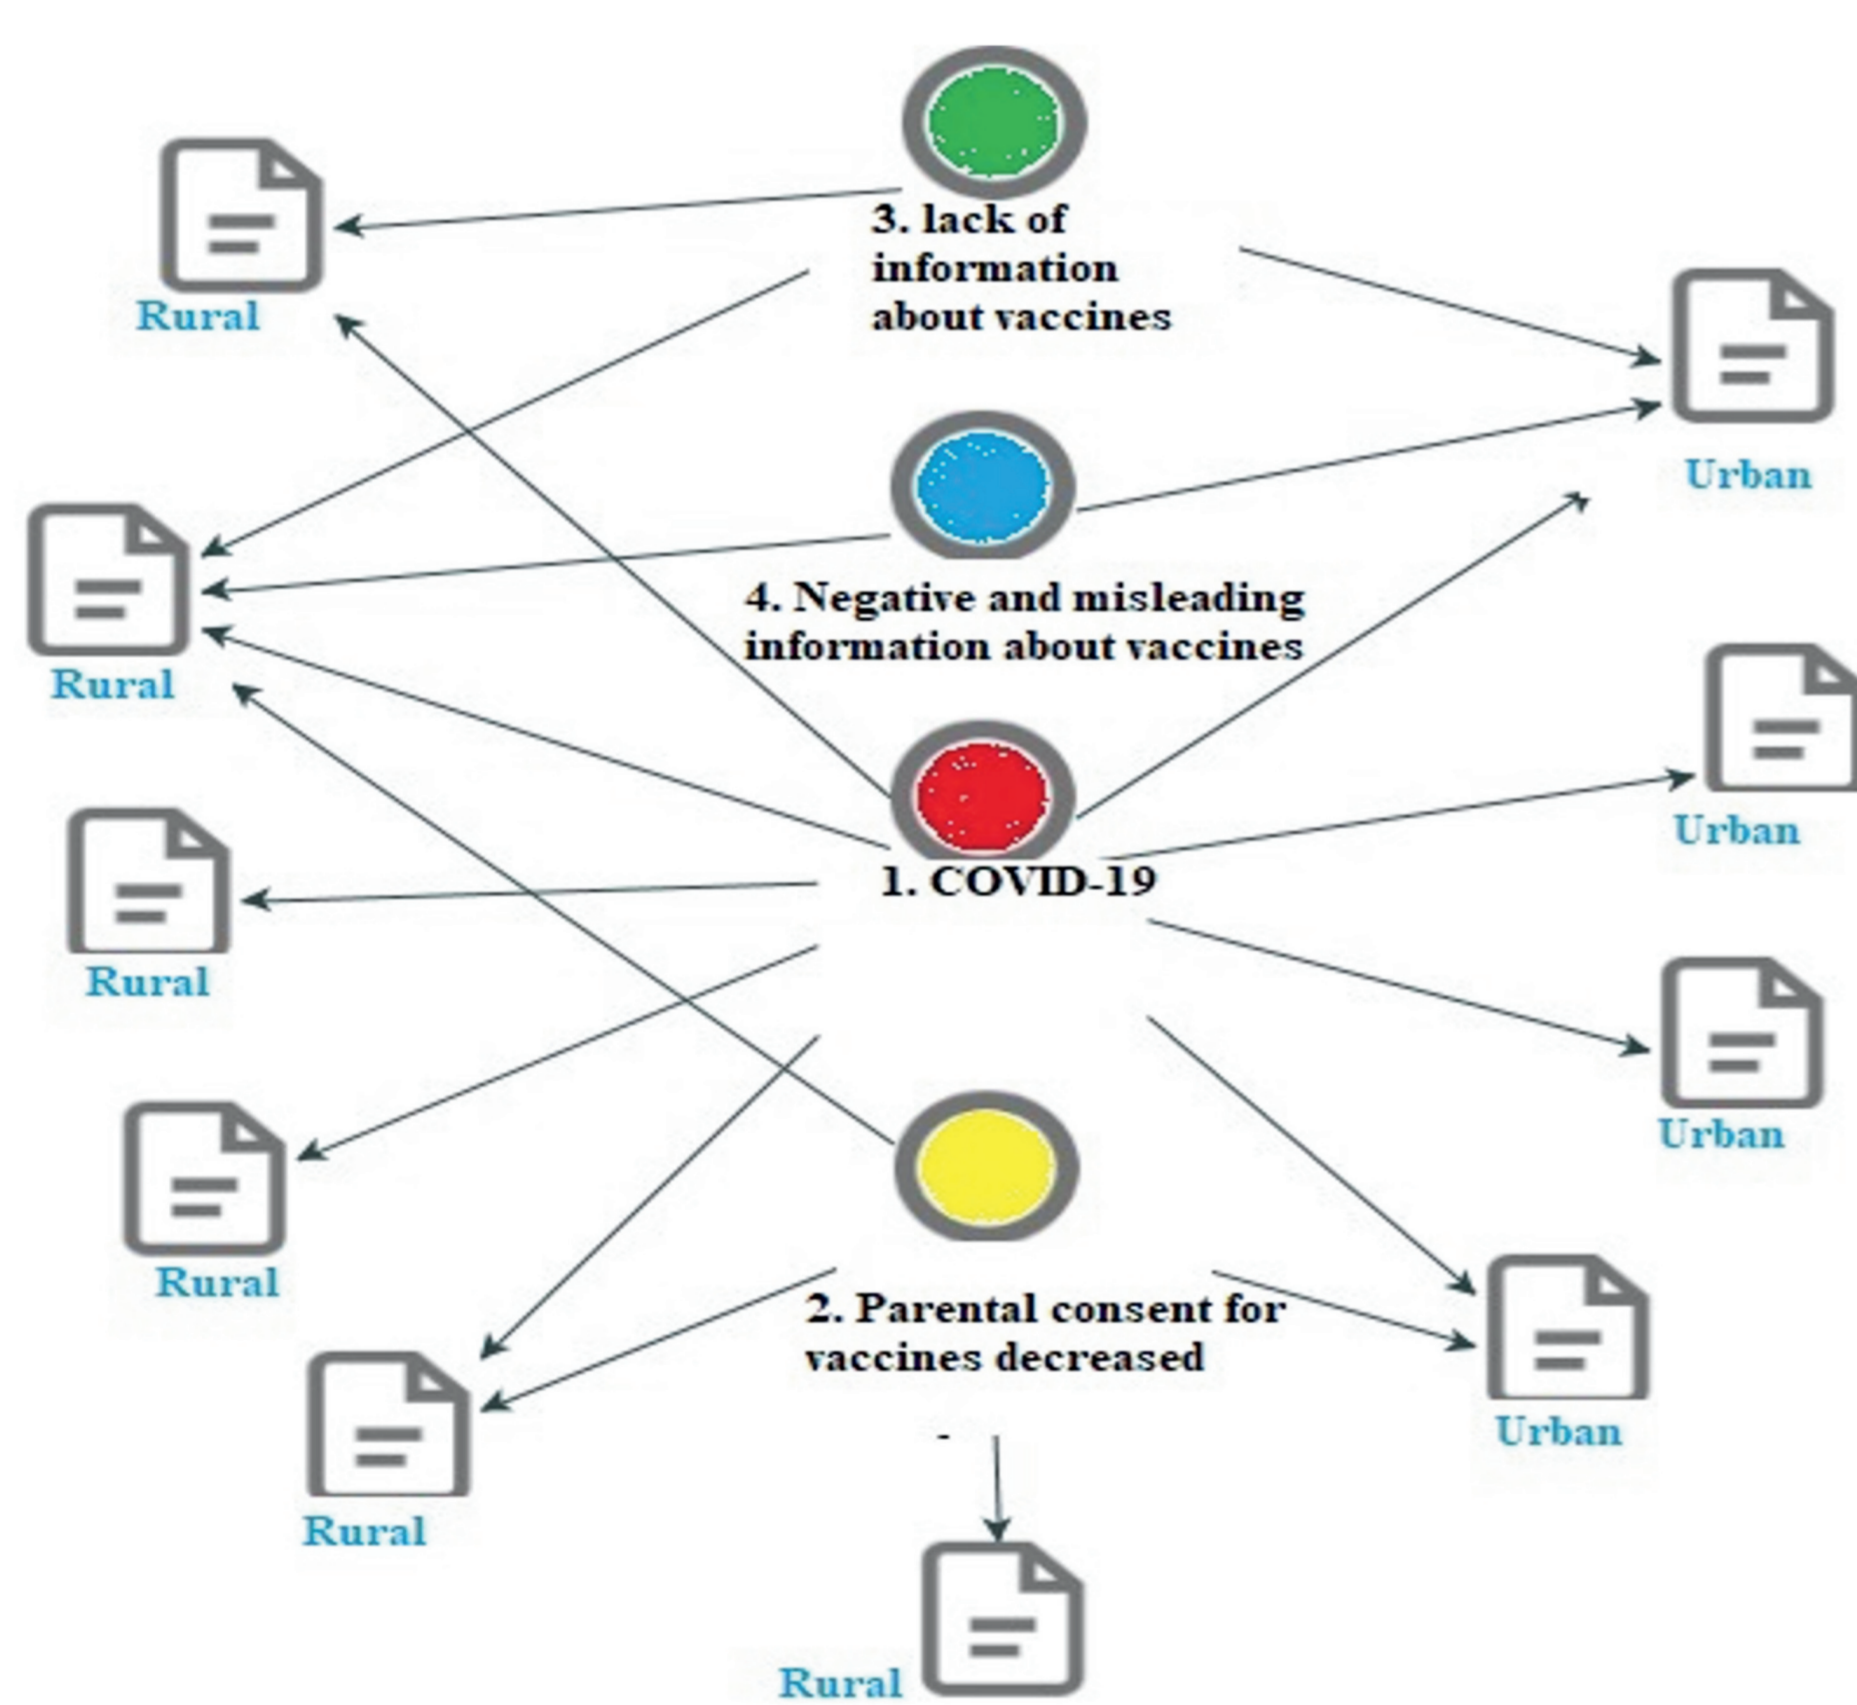 3. lack of
information
about vaccines
Rural
Urban
4. Negative and misleading
information about vaccines
Rural
Urban
1. COVID-19
Rural
Urban
Rural
2. Parental consent for
vaccines decreased
Urban
Rural
-
Rural